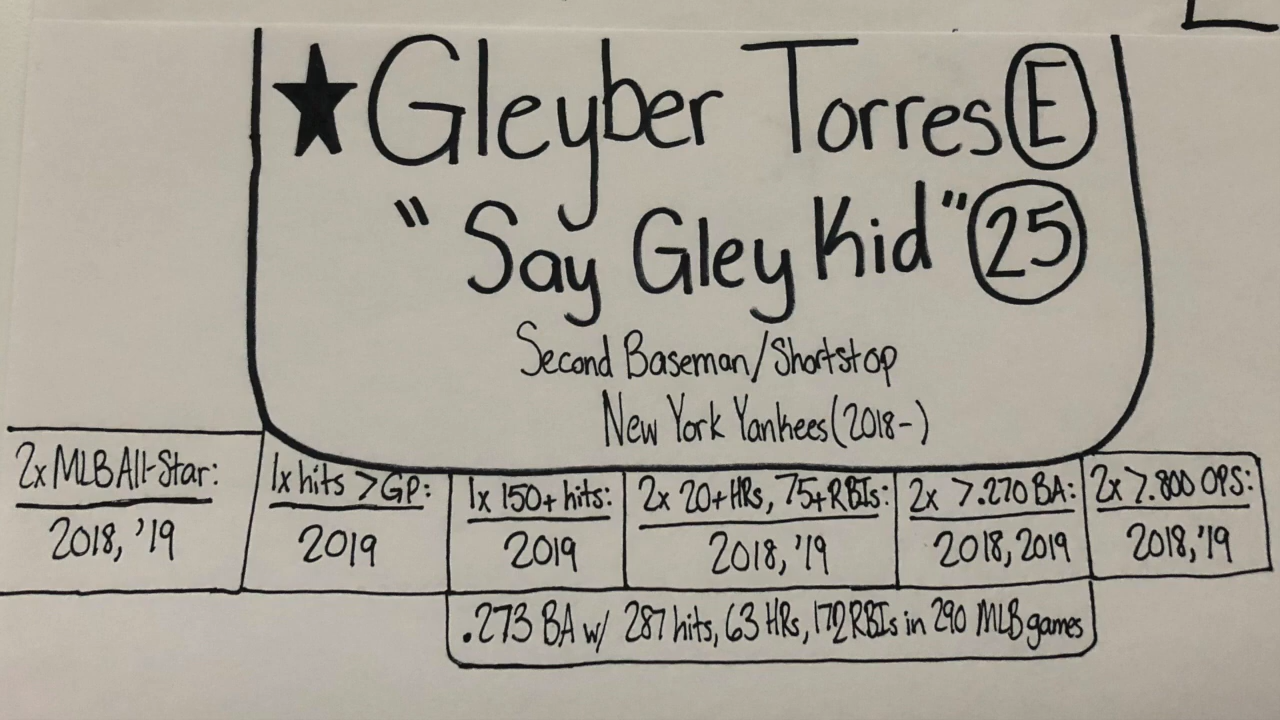 ★Gleyber Torres E
"Say Gley Kid" 25
Second Baseman/Shortstop
New York Yankees (2018-)
2x MLB All-Star:
2018, '19
1x hits >GP:
2019
1x 150+ hits:
2019
2x 20+HRs, 75+RBIs:
2018, '19
2x >.270 BA:
2018, 2019
2x >.800 OPS:
2018, '19
.273 BA w/ 287 hits, 63 HRs, 172 RBIs in 290 MLB games